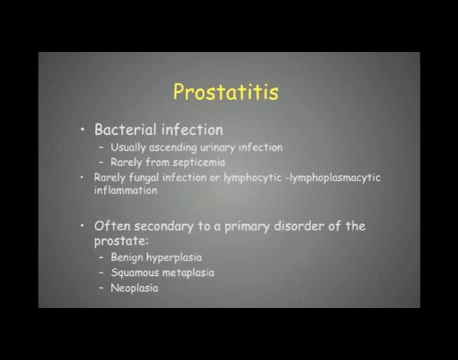 Prostatitis
• Bacterial infection
– Usually ascending urinary infection
– Rarely from septicemia
• Rarely fungal infection or lymphocytic -lymphoplasmacytic
inflammation
• Often secondary to a primary disorder of the
prostate:
– Benign hyperplasia
– Squamous metaplasia
– Neoplasia